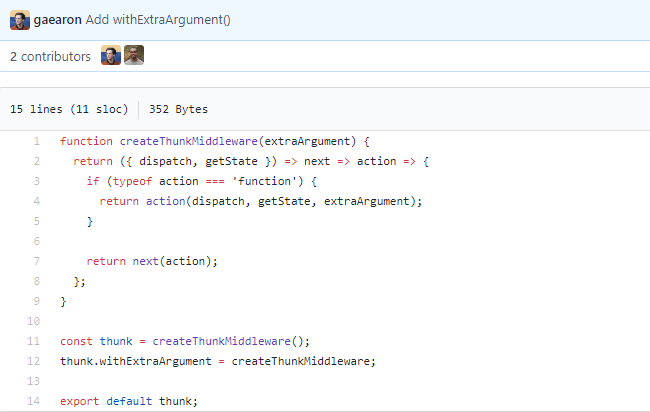 gaearon Add withExtraArgument()
2 contributors
15 lines (11 sloc) 352 Bytes
1 function createThunkMiddleware(extraArgument) {
2 return ({ dispatch, getState }) => next => action => {
3 if (typeof action === 'function') {
4 return action(dispatch, getState, extraArgument);
5 }
6
7 return next(action);
8 };
9 }
10
11 const thunk = createThunkMiddleware();
12 thunk.withExtraArgument = createThunkMiddleware;
13
14 export default thunk;